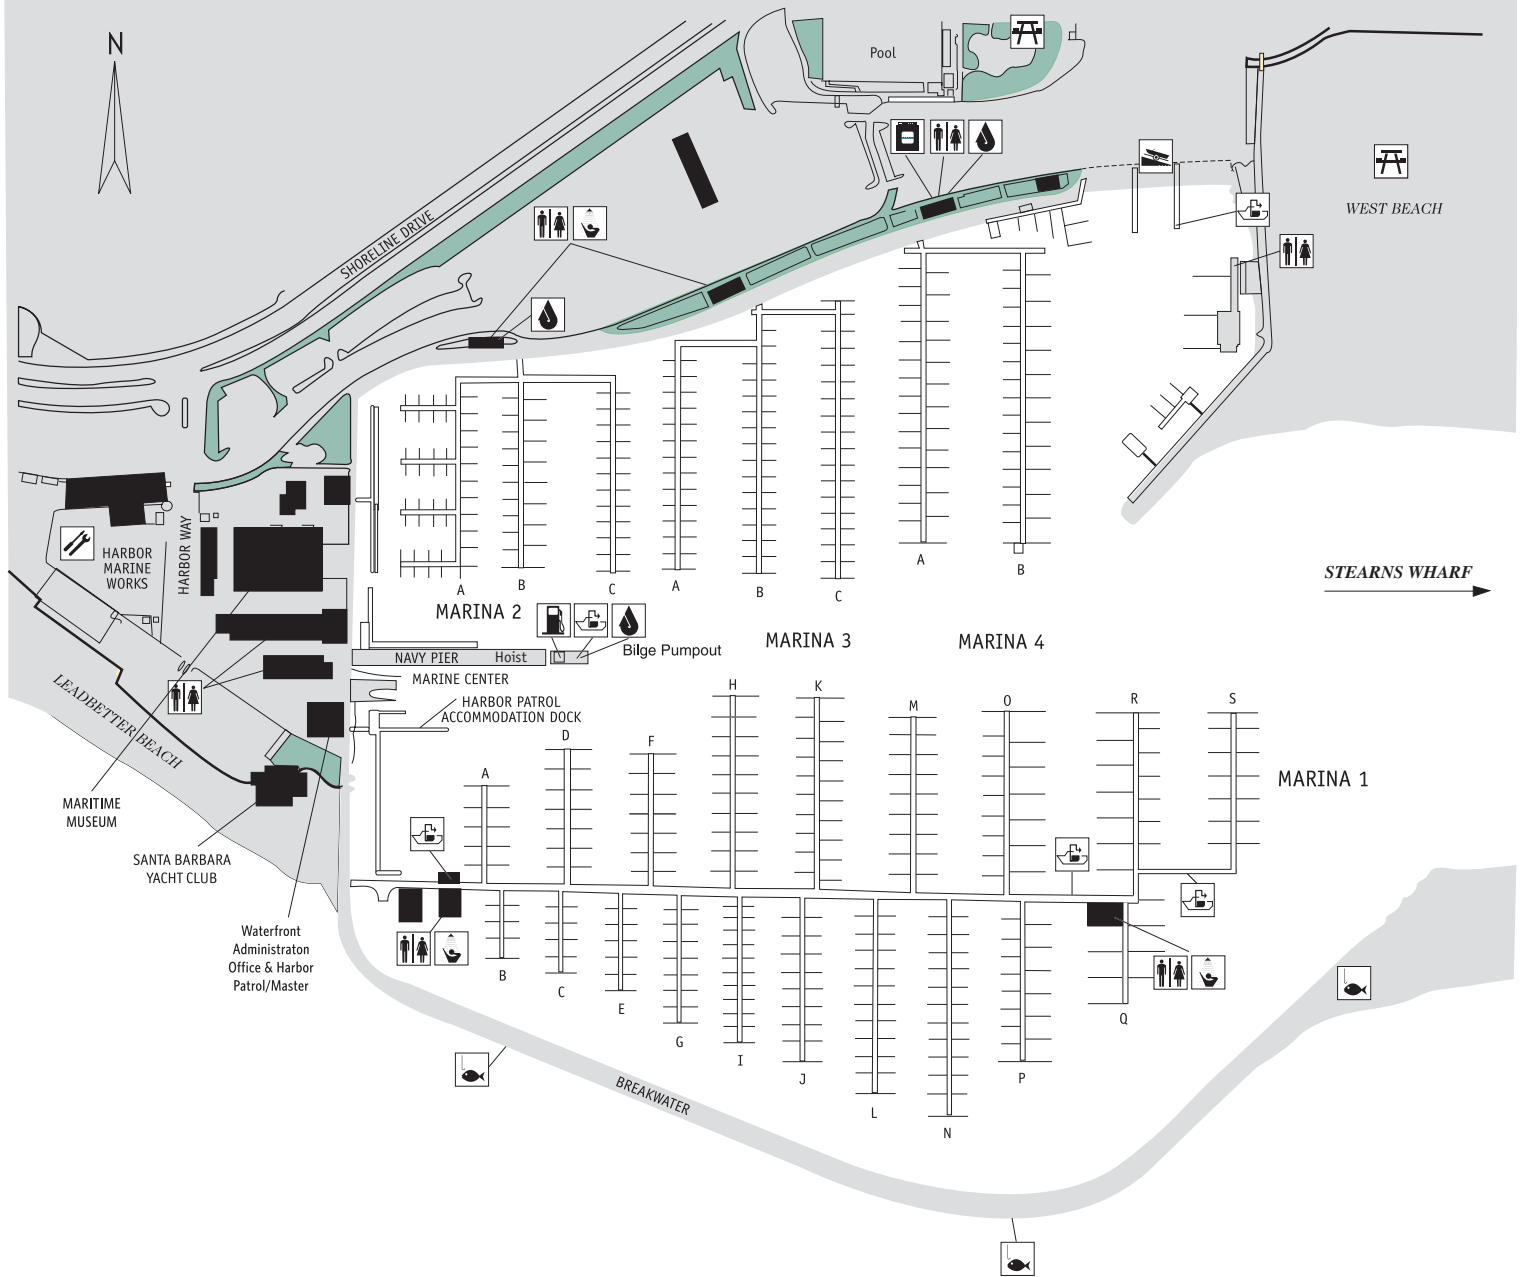 N
Pool
SHORELINE DRIVE
WEST BEACH
HARBOR
MARINE
WORKS
HARBOR WAY
A
B
C
A
B
C
A
B
MARINA 2
MARINA 3
MARINA 4
STEARNS WHARF
Bilge Pumpout
NAVY PIER
Hoist
MARINE CENTER
HARBOR PATROL
ACCOMMODATION DOCK
LEADBETTER BEACH
A
D
F
H
K
M
O
R
S
MARINA 1
MARITIME
MUSEUM
SANTA BARBARA
YACHT CLUB
Waterfront
Administraton
Office & Harbor
Patrol/Master
B
C
E
G
I
J
L
N
P
Q
BREAKWATER